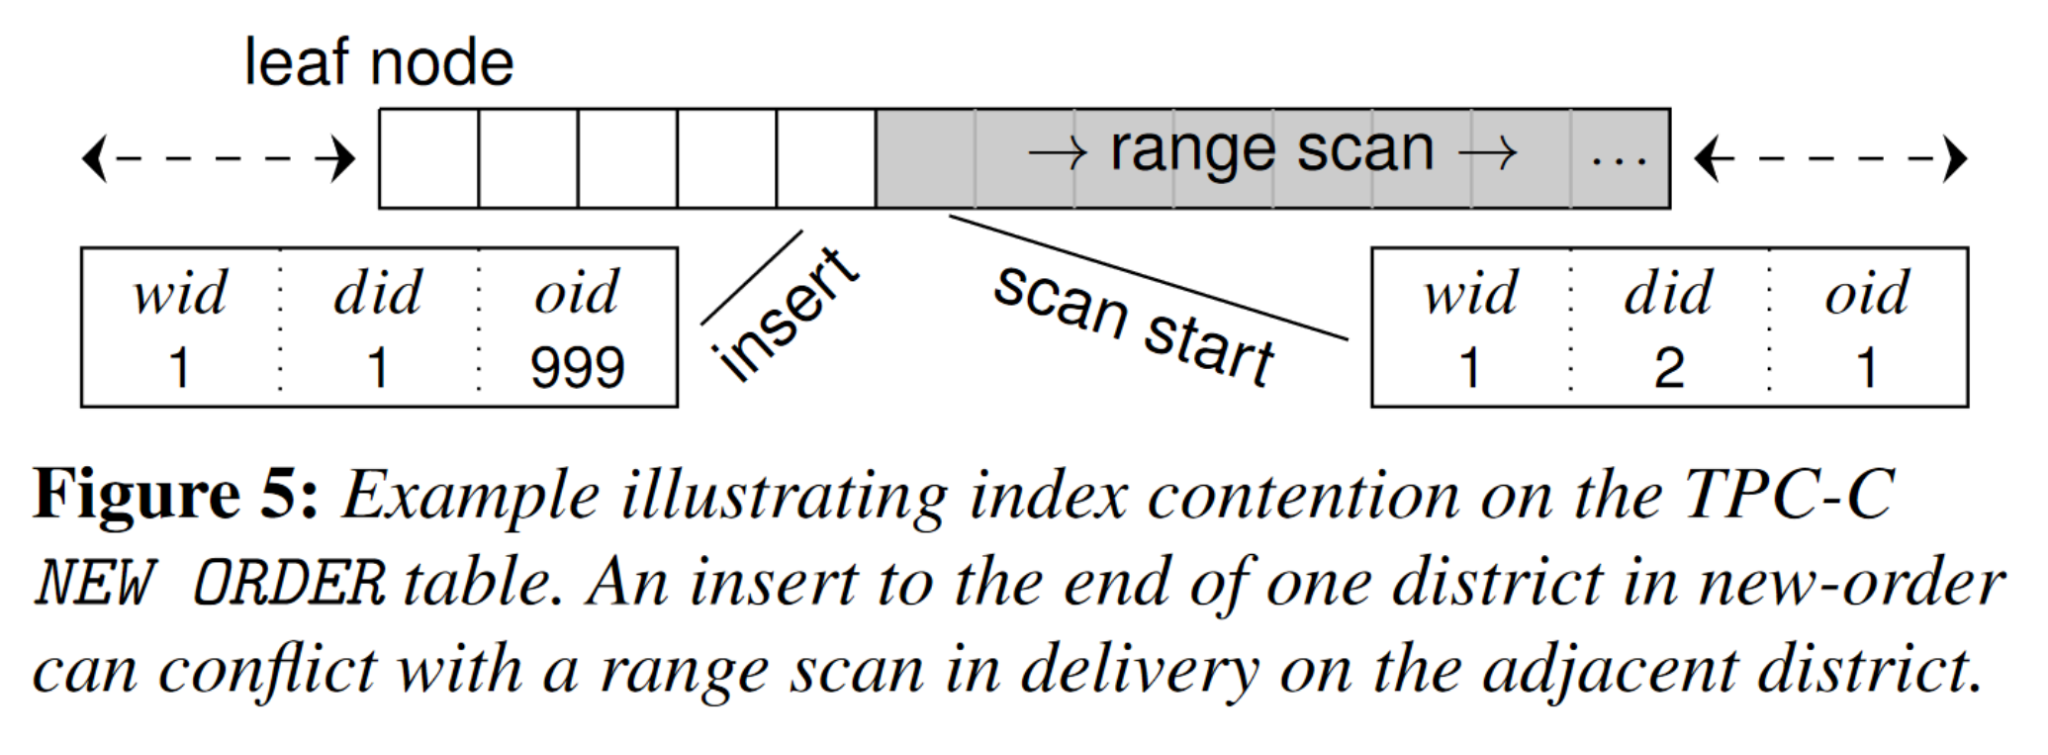 leaf node
→ range scan → ...
insert
scan start
wid did oid
1 1 999
wid did oid
1 2 1
Figure 5: Example illustrating index contention on the TPC-C
NEW ORDER table. An insert to the end of one district in new-order
can conflict with a range scan in delivery on the adjacent district.